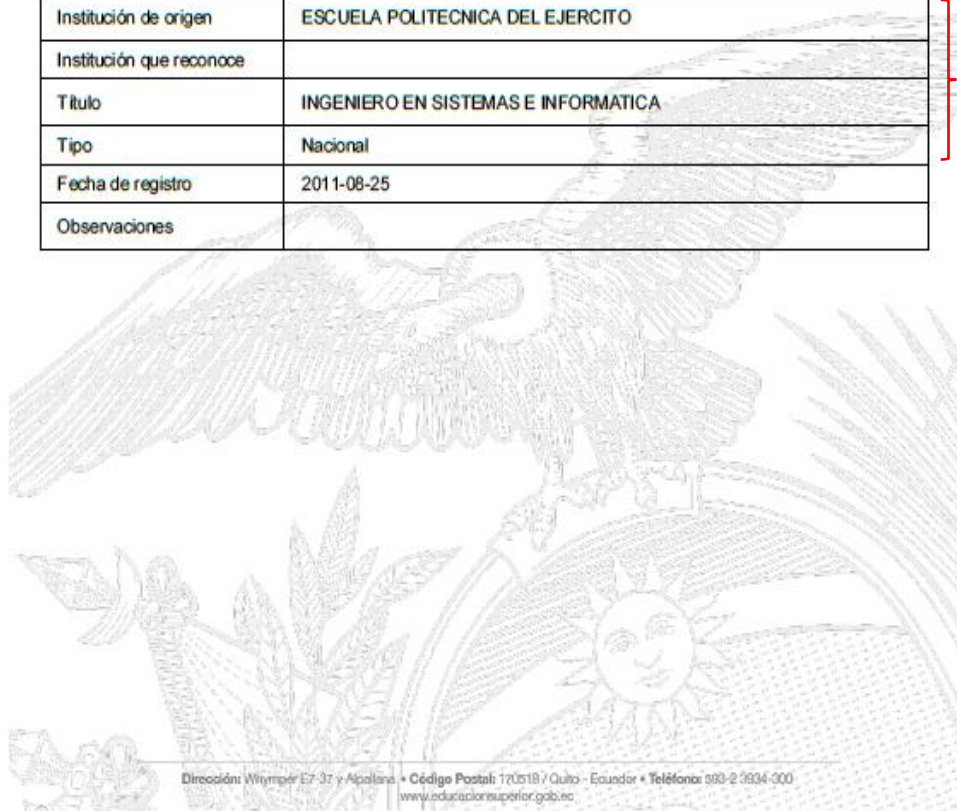 Institución de origen ESCUELA POLITECNICA DEL EJERCITO
Institución que reconoce
Título INGENIERO EN SISTEMAS E INFORMATICA
Tipo Nacional
Fecha de registro 2011-08-25
Observaciones
Dirección: Whymper E7-37 y Alpallana • Código Postal: 170518 / Quito - Ecuador • Teléfono: 593-2 3934-300
www.educacionsuperior.gob.ec